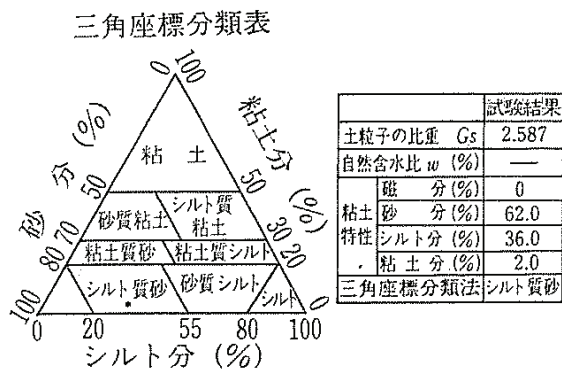 三角座標分類表
0 100
砂分(%)
粘土分(%)
粘土
50 50
砂質粘土 シルト質粘土
80 70 30 20
粘土質砂 粘土質シルト
シルト質砂 砂質シルト シルト
100 0
0 20 55 80 100
シルト分(%)
試験結果
土粒子の比重 Gs 2.587
自然含水比 w (%) —
粘土特性
磁分(%) 0
砂分(%) 62.0
シルト分(%) 36.0
粘土分(%) 2.0
三角座標分類法 シルト質砂